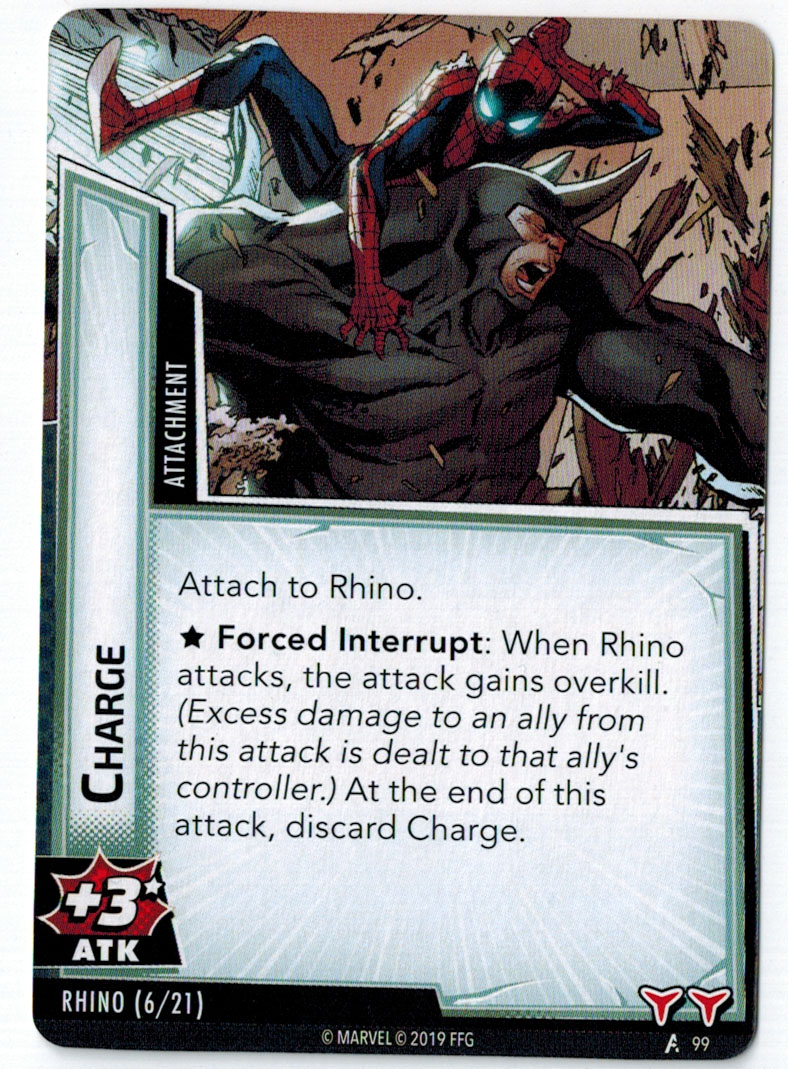 ATTACHMENT
CHARGE
Attach to Rhino.
★ Forced Interrupt: When Rhino
attacks, the attack gains overkill.
(Excess damage to an ally from
this attack is dealt to that ally's
controller.) At the end of this
attack, discard Charge.
+3★
ATK
RHINO (6/21)
© MARVEL © 2019 FFG
99